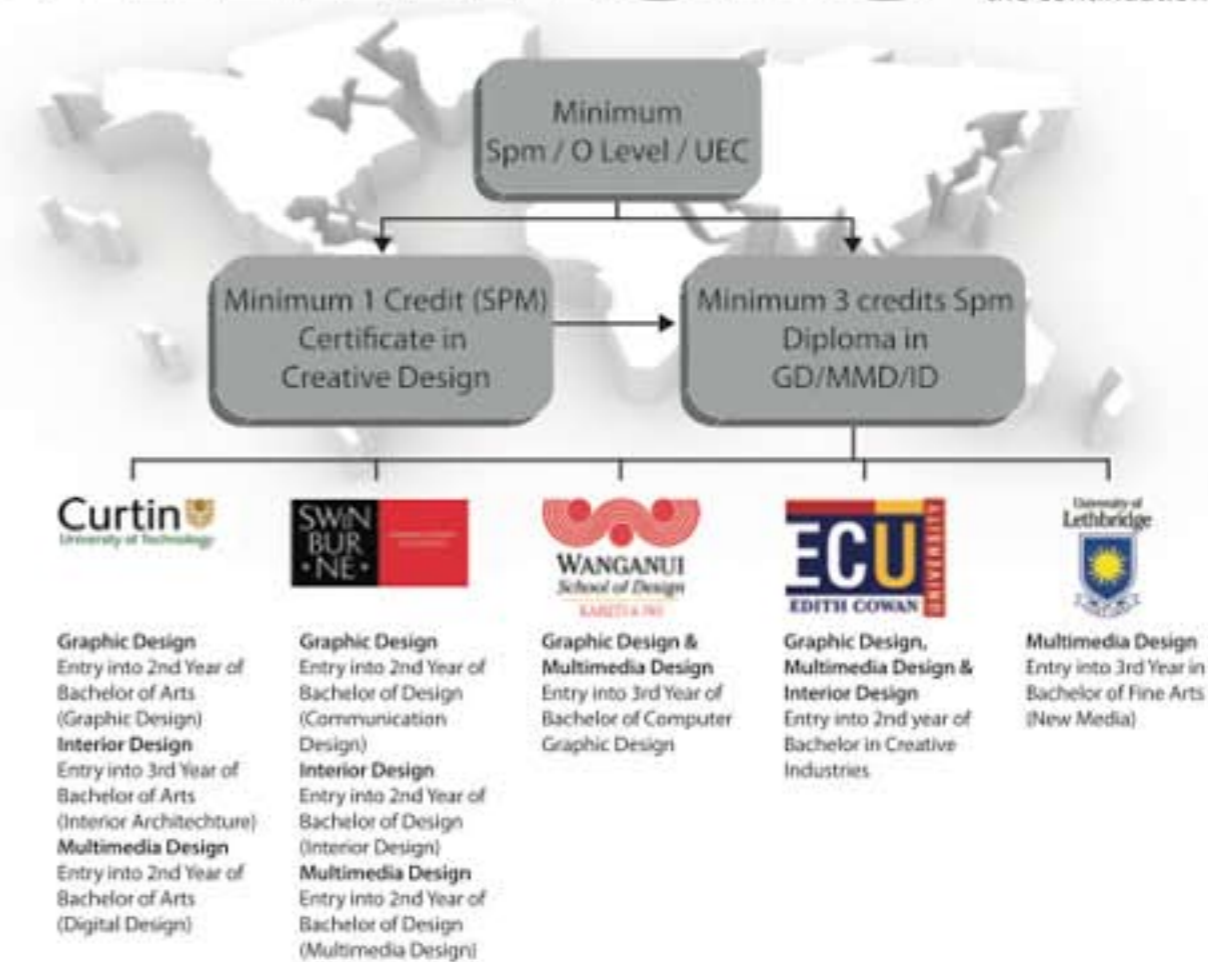 Minimum
Spm / O Level / UEC
Minimum 1 Credit (SPM)
Certificate in
Creative Design
Minimum 3 credits Spm
Diploma in
GD/MMD/ID
Curtin
University of Technology
SWIN
BUR
• NE •
WANGANUI
School of Design
ECU
EDITH COWAN
University of
Lethbridge
Graphic Design
Entry into 2nd Year of
Bachelor of Arts
(Graphic Design)
Interior Design
Entry into 3rd Year of
Bachelor of Arts
(Interior Architechture)
Multimedia Design
Entry into 2nd Year of
Bachelor of Arts
(Digital Design)
Graphic Design
Entry into 2nd Year of
Bachelor of Design
(Communication
Design)
Interior Design
Entry into 2nd Year of
Bachelor of Design
(Interior Design)
Multimedia Design
Entry into 2nd Year of
Bachelor of Design
(Multimedia Design)
Graphic Design &
Multimedia Design
Entry into 3rd Year of
Bachelor of Computer
Graphic Design
Graphic Design,
Multimedia Design &
Interior Design
Entry into 2nd year of
Bachelor in Creative
Industries
Multimedia Design
Entry into 3rd Year in
Bachelor of Fine Arts
(New Media)